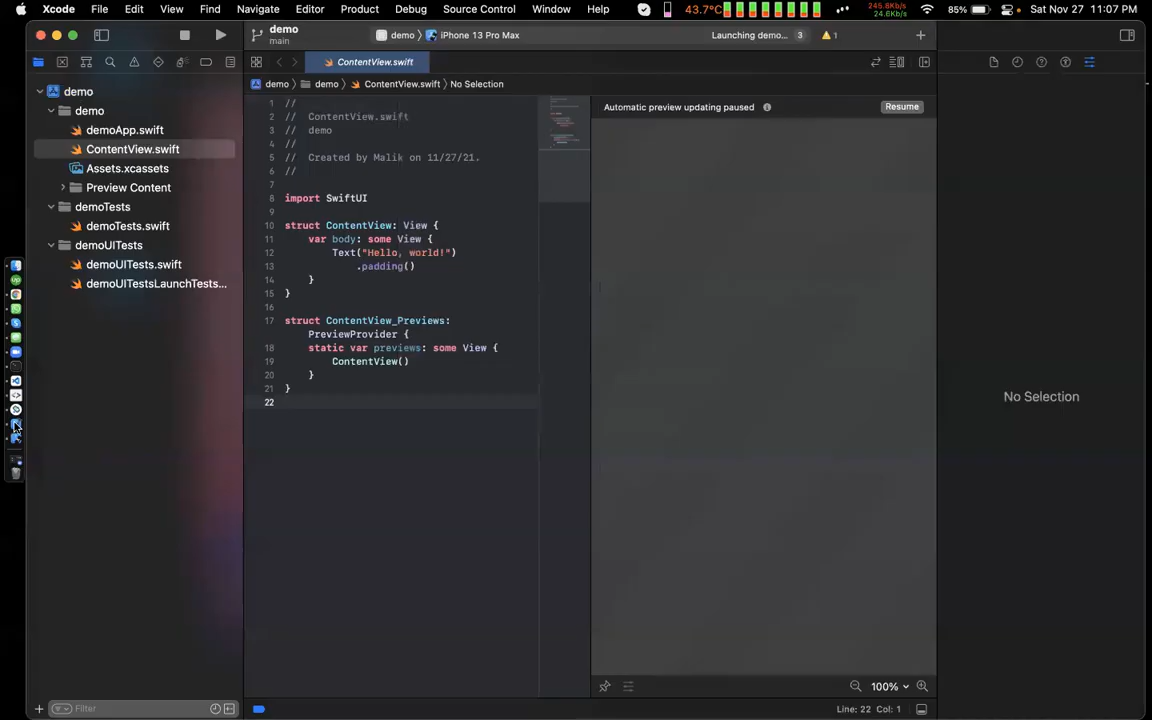 Xcode File Edit View Find Navigate Editor Product Debug Source Control Window Help 43.7°C 245.6Kb/s 24.6Kb/s 85% Sat Nov 27 11:07 PM
demo
main
demo 〉 iPhone 13 Pro Max
Launching demo... 3 1
ContentView.swift
demo 〉 demo 〉 ContentView.swift 〉 No Selection
demo
demo
demoApp.swift
ContentView.swift
Assets.xcassets
Preview Content
demoTests
demoTests.swift
demoUITests
demoUITests.swift
demoUITestsLaunchTests...
Filter
1 //
2 // ContentView.swift
3 // demo
4 //
5 // Created by Malik on 11/27/21.
6 //
7
8 import SwiftUI
9
10 struct ContentView: View {
11 var body: some View {
12 Text("Hello, world!")
13 .padding()
14 }
15 }
16
17 struct ContentView_Previews:
PreviewProvider {
18 static var previews: some View {
19 ContentView()
20 }
21 }
22
Automatic preview updating paused
Resume
No Selection
100%
Line: 22 Col: 1